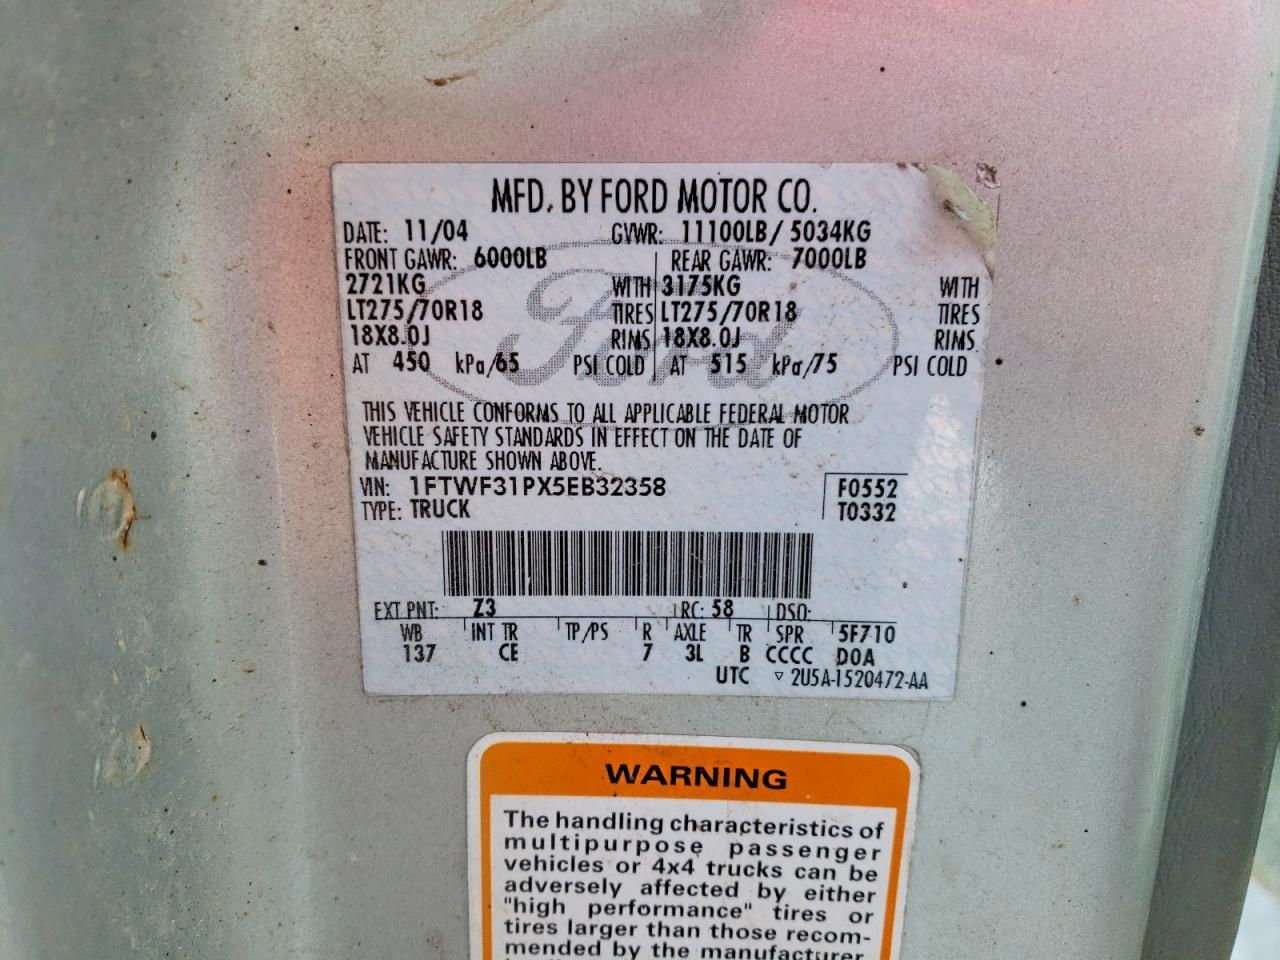 MFD. BY FORD MOTOR CO.
DATE: 11/04 GVWR: 11100LB/ 5034KG
FRONT GAWR: 6000LB REAR GAWR: 7000LB
2721KG WITH 3175KG WITH
LT275/70R18 TIRES LT275/70R18 TIRES
18X8.0J RIMS 18X8.0J RIMS
AT 450 kPa/65 PSI COLD AT 515 kPa/75 PSI COLD
Ford
THIS VEHICLE CONFORMS TO ALL APPLICABLE FEDERAL MOTOR
VEHICLE SAFETY STANDARDS IN EFFECT ON THE DATE OF
MANUFACTURE SHOWN ABOVE.
VIN: 1FTWF31PX5EB32358 F0552
TYPE: TRUCK T0332
EXT PNT: Z3 RC: 58 DSO:
WB INT TR TP/PS R AXLE TR SPR 5F710
137 CE 7 3L B CCCC DOA
UTC ▽ 2U5A-1520472-AA
WARNING
The handling characteristics of
multipurpose passenger
vehicles or 4x4 trucks can be
adversely affected by either
"high performance" tires or
tires larger than those recom-
mended by the manufacturer.